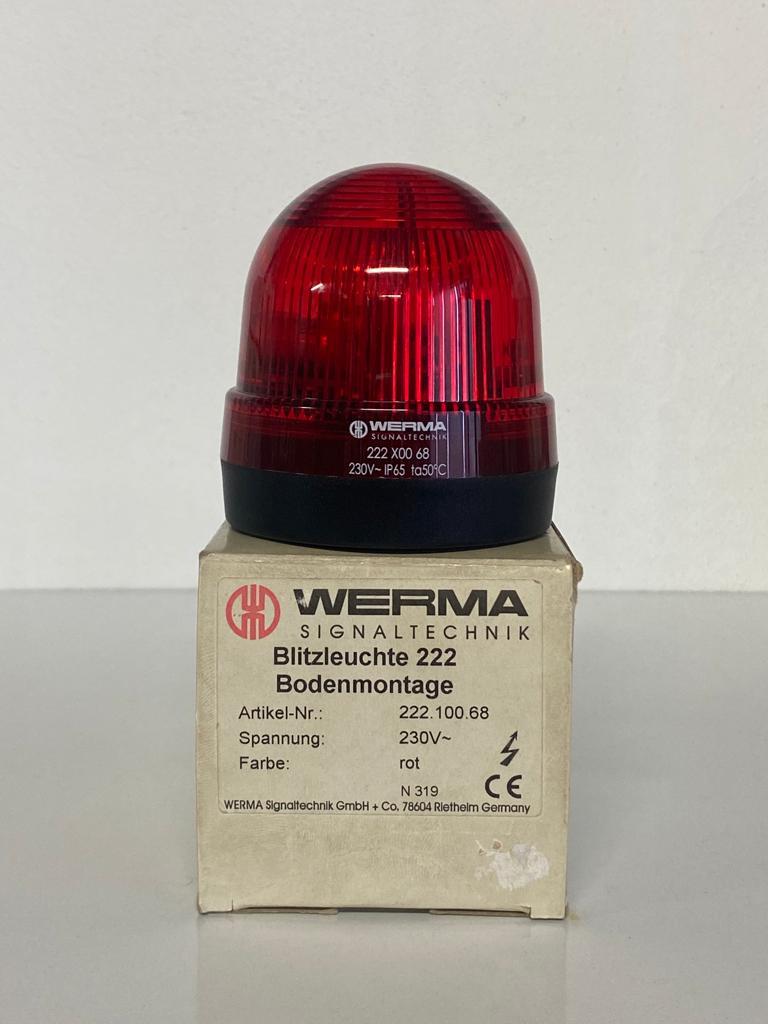 WERMA
SIGNALTECHNIK
222 X00 68
230V~ IP65 ta50°C
WERMA
SIGNALTECHNIK
Blitzleuchte 222
Bodenmontage
Artikel-Nr.: 222.100.68
Spannung: 230V~
Farbe: rot
N 319 CE
WERMA Signaltechnik GmbH + Co. 78604 Rietheim Germany